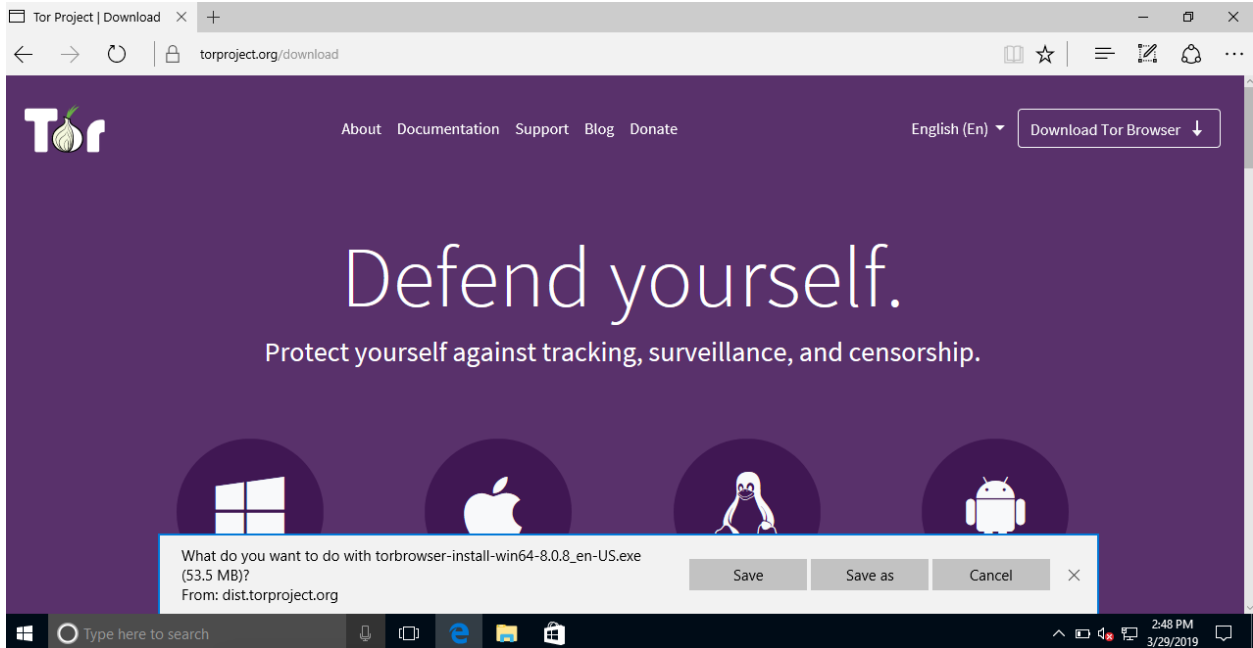 Tor Project | Download
torproject.org/download
Tor
About Documentation Support Blog Donate
English (En)
Download Tor Browser
Defend yourself.
Protect yourself against tracking, surveillance, and censorship.
What do you want to do with torbrowser-install-win64-8.0.8_en-US.exe
(53.5 MB)?
From: dist.torproject.org
Save
Save as
Cancel
Type here to search
2:48 PM
3/29/2019